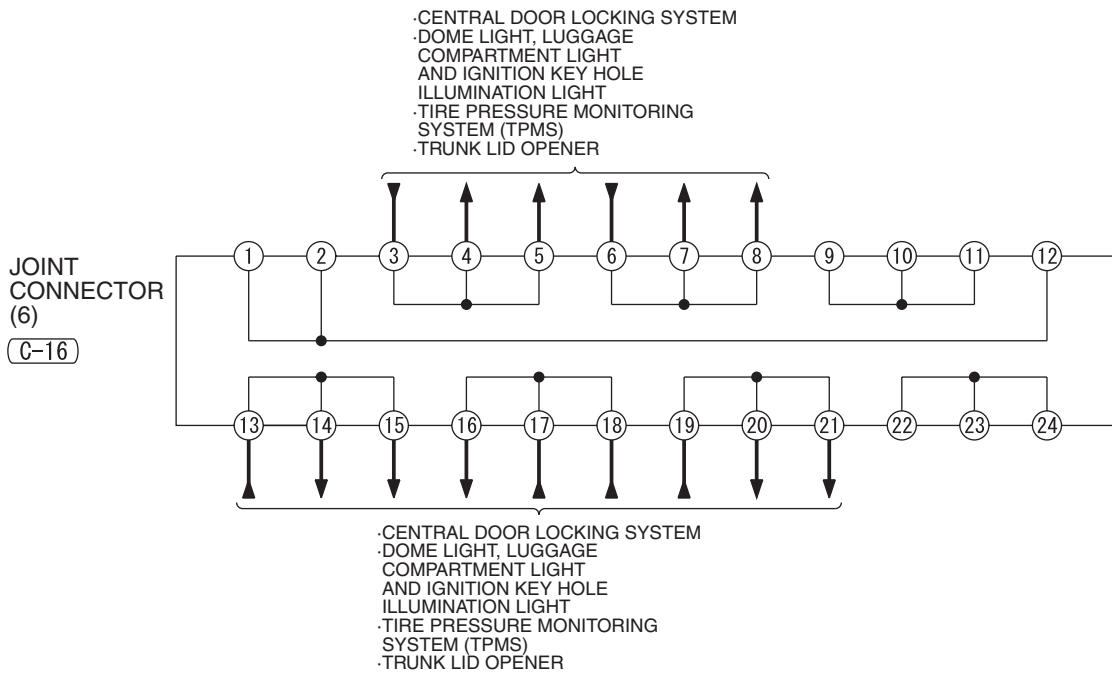 ·CENTRAL DOOR LOCKING SYSTEM
·DOME LIGHT, LUGGAGE
COMPARTMENT LIGHT
AND IGNITION KEY HOLE
ILLUMINATION LIGHT
·TIRE PRESSURE MONITORING
SYSTEM (TPMS)
·TRUNK LID OPENER
JOINT
CONNECTOR
(6)
C-16
1 2 3 4 5 6 7 8 9 10 11 12
13 14 15 16 17 18 19 20 21 22 23 24
·CENTRAL DOOR LOCKING SYSTEM
·DOME LIGHT, LUGGAGE
COMPARTMENT LIGHT
AND IGNITION KEY HOLE
ILLUMINATION LIGHT
·TIRE PRESSURE MONITORING
SYSTEM (TPMS)
·TRUNK LID OPENER